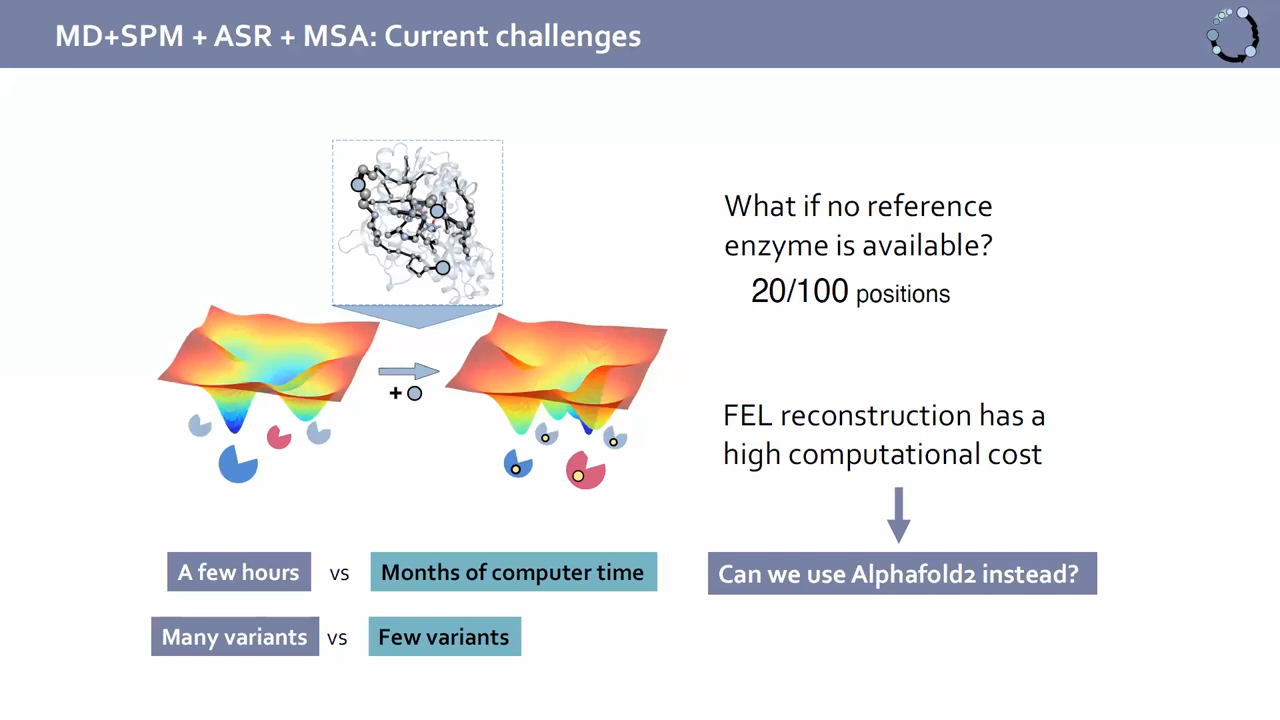 MD+SPM + ASR + MSA: Current challenges
What if no reference
enzyme is available?
20/100 positions
+
FEL reconstruction has a
high computational cost
A few hours vs Months of computer time
Can we use Alphafold2 instead?
Many variants vs Few variants